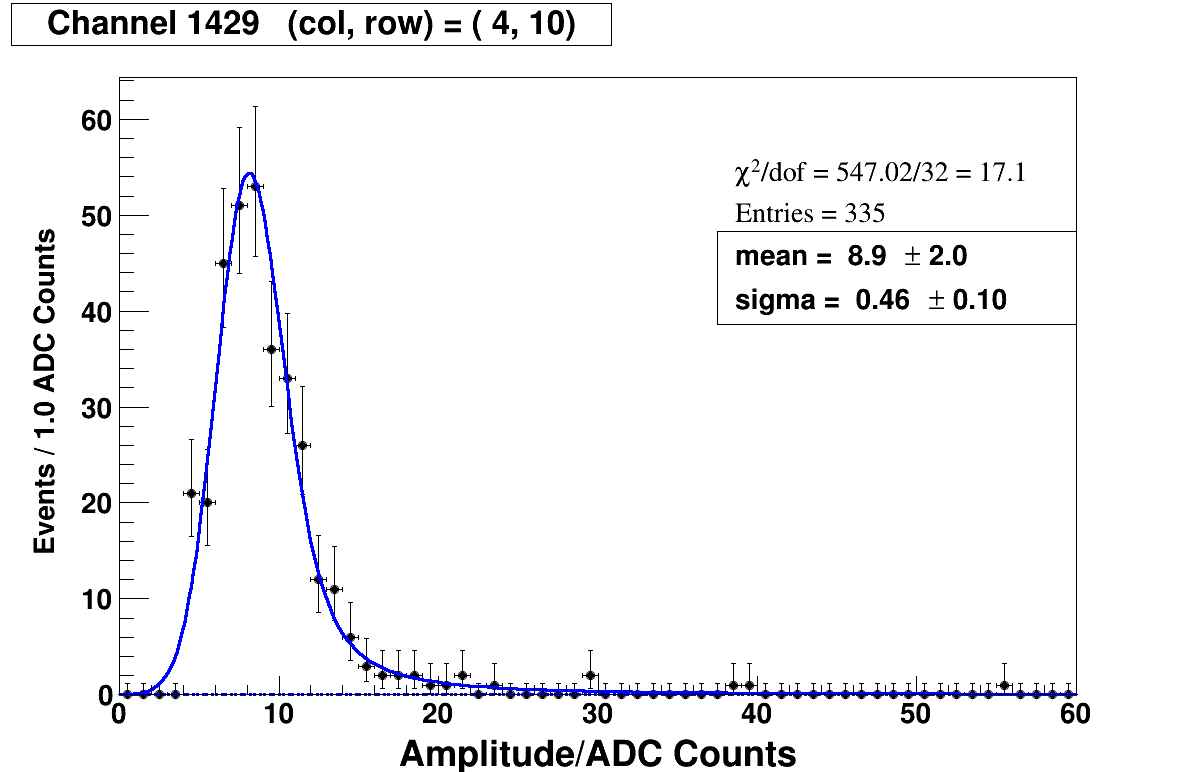 Channel 1429 (col, row) = ( 4, 10)
χ²/dof = 547.02/32 = 17.1
Entries = 335
mean = 8.9 ± 2.0
sigma = 0.46 ± 0.10
Events / 1.0 ADC Counts
60
50
40
30
20
10
0
0 10 20 30 40 50 60
Amplitude/ADC Counts